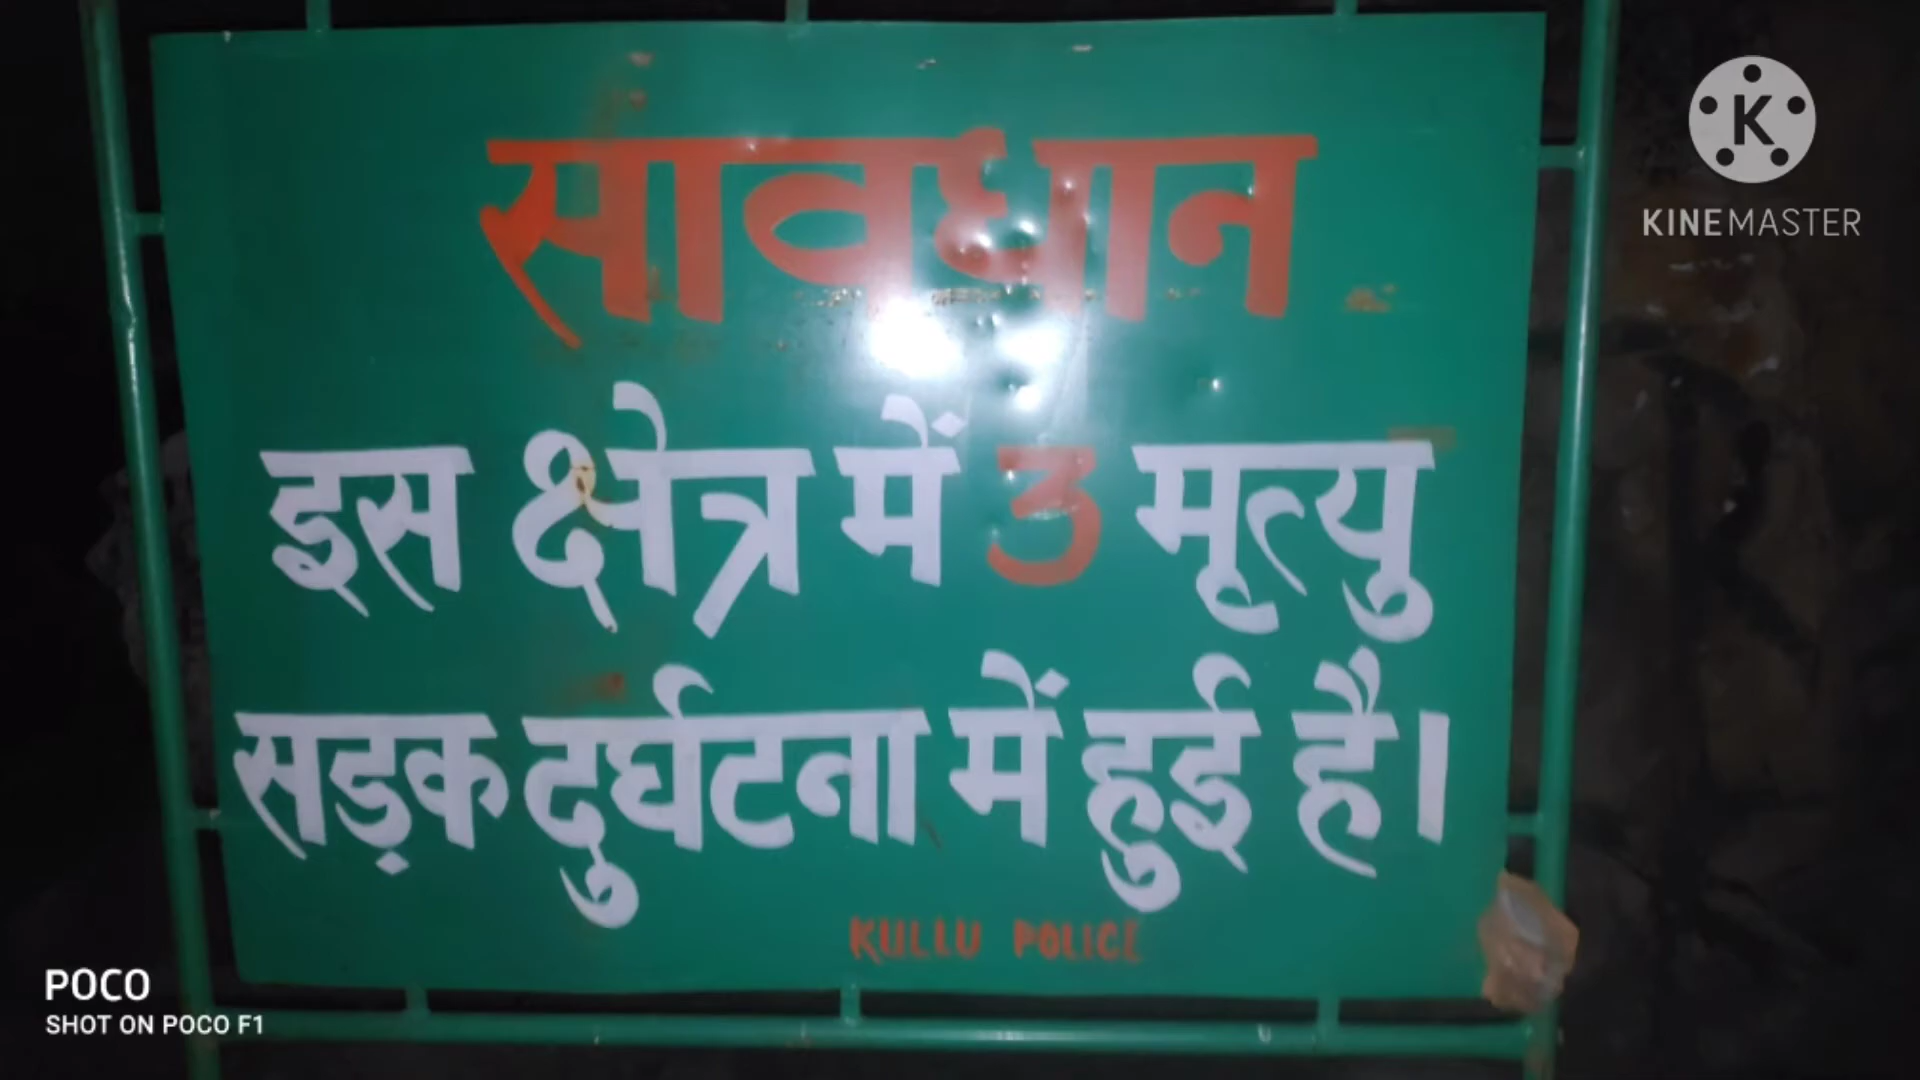 सावधान
इस क्षेत्र में 3 मृत्यु
सड़क दुर्घटना में हुई है।
KULLU POLICE
K
KINEMASTER
POCO
SHOT ON POCO F1